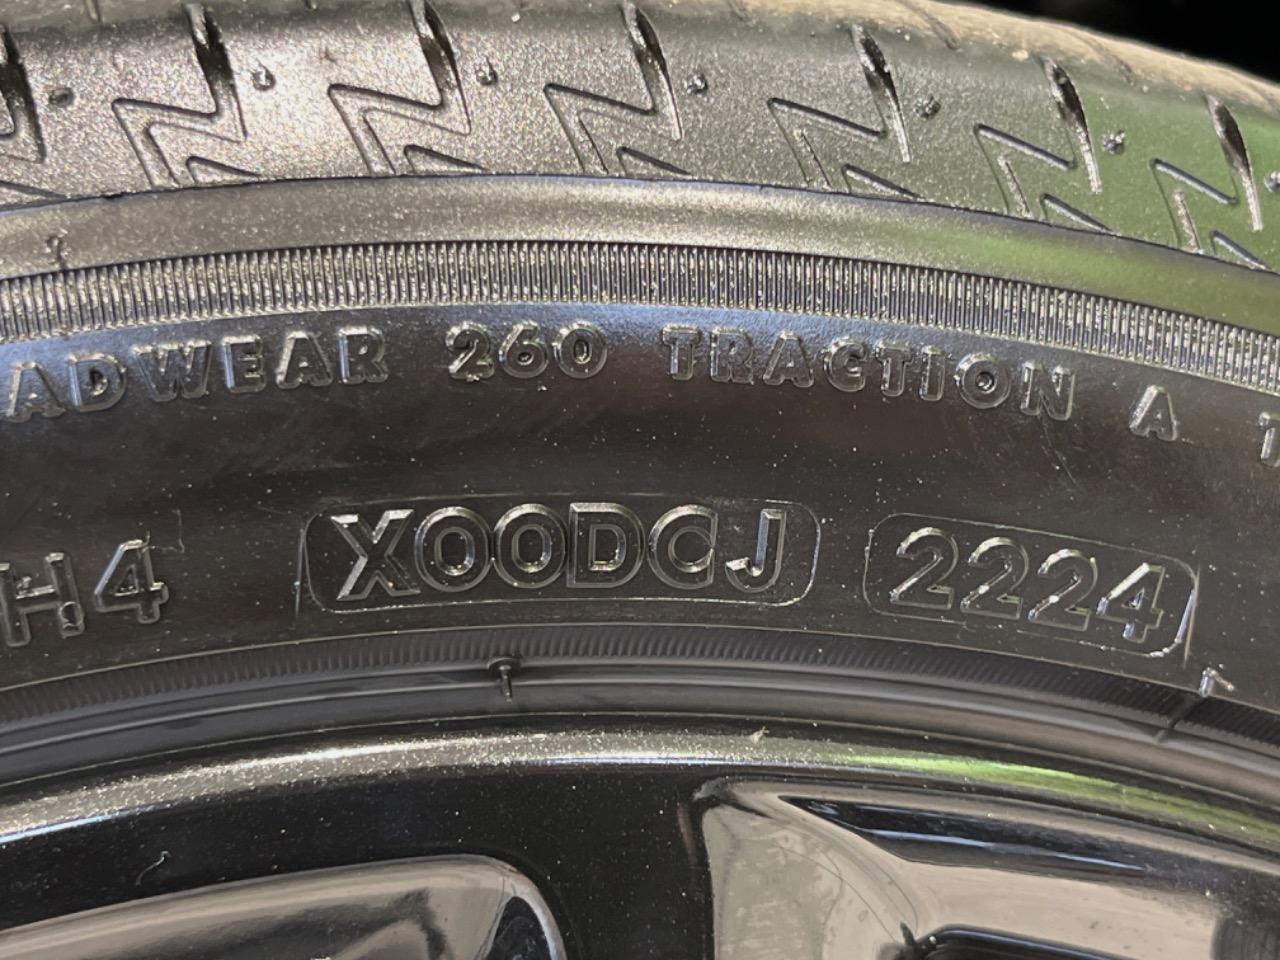 ADWEAR 260 TRACTION A
H4 X00DCJ 2224